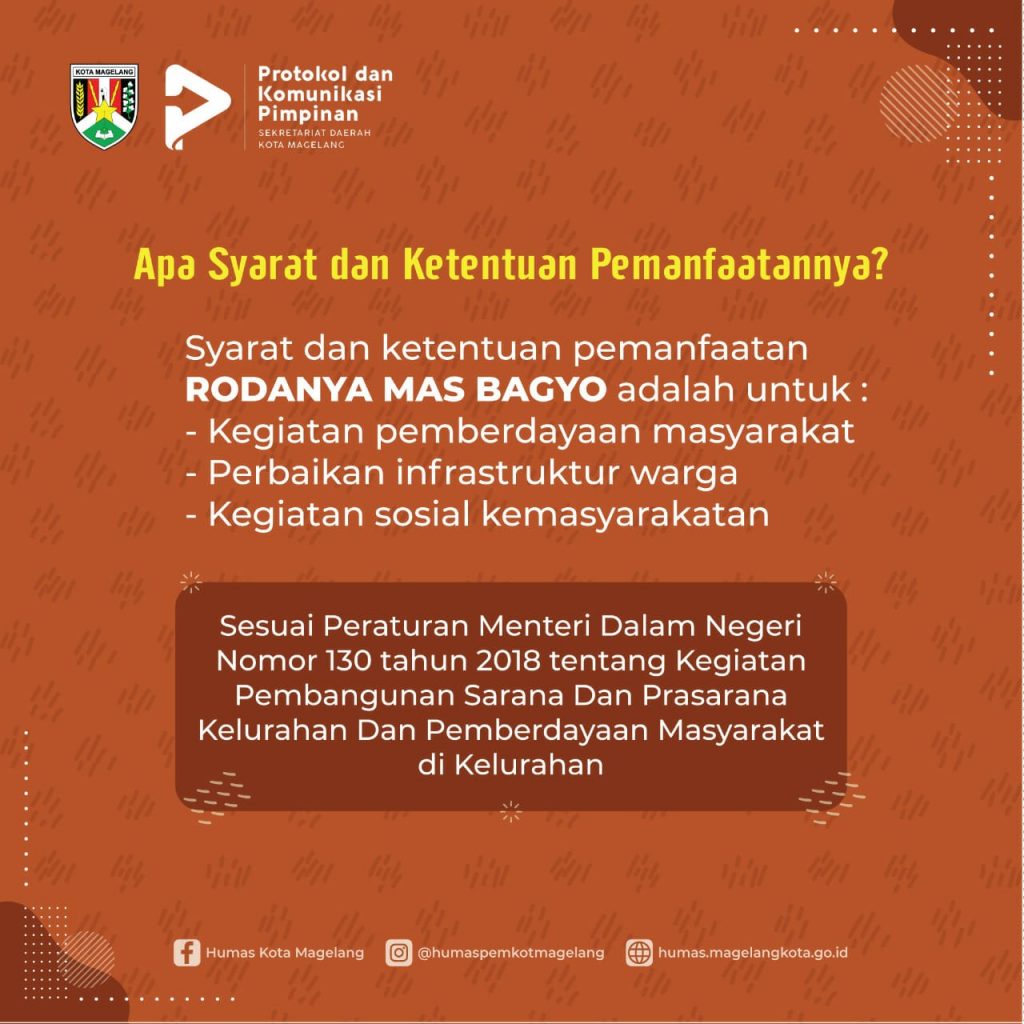 KOTA MAGELANG
Protokol dan
Komunikasi
Pimpinan
SEKRETARIAT DAERAH
KOTA MAGELANG
Apa Syarat dan Ketentuan Pemanfaatannya?
Syarat dan ketentuan pemanfaatan
RODANYA MAS BAGYO adalah untuk :
- Kegiatan pemberdayaan masyarakat
- Perbaikan infrastruktur warga
- Kegiatan sosial kemasyarakatan
Sesuai Peraturan Menteri Dalam Negeri
Nomor 130 tahun 2018 tentang Kegiatan
Pembangunan Sarana Dan Prasarana
Kelurahan Dan Pemberdayaan Masyarakat
di Kelurahan
Humas Kota Magelang @humaspemkotmagelang humas.magelangkota.go.id